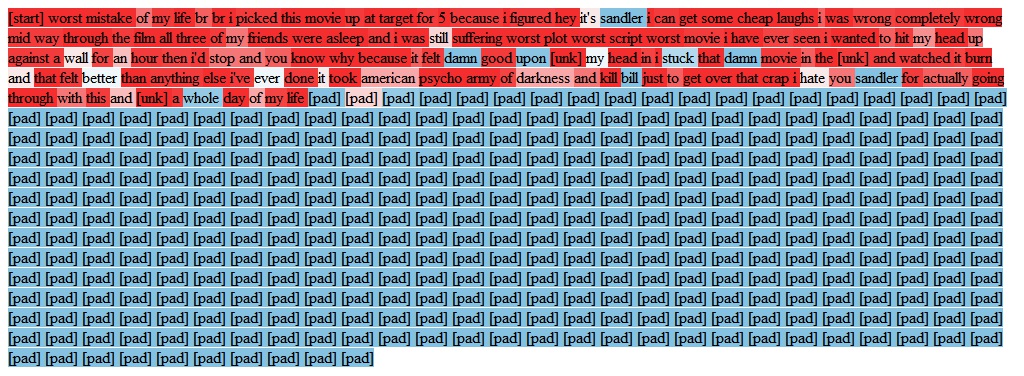 [start] worst mistake of my life br br i picked this movie up at target for 5 because i figured hey it's sandler i can get some cheap laughs i was wrong completely wrong
mid way through the film all three of my friends were asleep and i was still suffering worst plot worst script worst movie i have ever seen i wanted to hit my head up
against a wall for an hour then i'd stop and you know why because it felt damn good upon [unk] my head in i stuck that damn movie in the [unk] and watched it burn
and that felt better than anything else i've ever done it took american psycho army of darkness and kill bill just to get over that crap i hate you sandler for actually going
through with this and [unk] a whole day of my life [pad] [pad] [pad] [pad] [pad] [pad] [pad] [pad] [pad] [pad] [pad] [pad] [pad] [pad] [pad] [pad] [pad] [pad] [pad]
[pad] [pad] [pad] [pad] [pad] [pad] [pad] [pad] [pad] [pad] [pad] [pad] [pad] [pad] [pad] [pad] [pad] [pad] [pad] [pad] [pad] [pad] [pad] [pad] [pad] [pad] [pad]
[pad] [pad] [pad] [pad] [pad] [pad] [pad] [pad] [pad] [pad] [pad] [pad] [pad] [pad] [pad] [pad] [pad] [pad] [pad] [pad] [pad] [pad] [pad] [pad] [pad] [pad] [pad]
[pad] [pad] [pad] [pad] [pad] [pad] [pad] [pad] [pad] [pad] [pad] [pad] [pad] [pad] [pad] [pad] [pad] [pad] [pad] [pad] [pad] [pad] [pad] [pad] [pad] [pad] [pad]
[pad] [pad] [pad] [pad] [pad] [pad] [pad] [pad] [pad] [pad] [pad] [pad] [pad] [pad] [pad] [pad] [pad] [pad] [pad] [pad] [pad] [pad] [pad] [pad] [pad] [pad] [pad]
[pad] [pad] [pad] [pad] [pad] [pad] [pad] [pad] [pad] [pad] [pad] [pad] [pad] [pad] [pad] [pad] [pad] [pad] [pad] [pad] [pad] [pad] [pad] [pad] [pad] [pad] [pad]
[pad] [pad] [pad] [pad] [pad] [pad] [pad] [pad] [pad] [pad] [pad] [pad] [pad] [pad] [pad] [pad] [pad] [pad] [pad] [pad] [pad] [pad] [pad] [pad] [pad] [pad] [pad]
[pad] [pad] [pad] [pad] [pad] [pad] [pad] [pad] [pad] [pad] [pad] [pad] [pad] [pad] [pad] [pad] [pad] [pad] [pad] [pad] [pad] [pad] [pad] [pad] [pad] [pad] [pad]
[pad] [pad] [pad] [pad] [pad] [pad] [pad] [pad] [pad] [pad] [pad] [pad] [pad] [pad] [pad] [pad] [pad] [pad] [pad] [pad] [pad] [pad] [pad] [pad] [pad] [pad] [pad]
[pad] [pad] [pad] [pad] [pad] [pad] [pad] [pad] [pad] [pad] [pad] [pad] [pad] [pad] [pad] [pad] [pad] [pad] [pad] [pad] [pad] [pad] [pad] [pad] [pad] [pad] [pad]
[pad] [pad] [pad] [pad] [pad] [pad] [pad] [pad] [pad] [pad] [pad] [pad] [pad] [pad] [pad] [pad] [pad] [pad] [pad] [pad] [pad] [pad] [pad] [pad] [pad] [pad] [pad]
[pad] [pad] [pad] [pad] [pad] [pad] [pad] [pad] [pad] [pad] [pad] [pad] [pad] [pad] [pad] [pad] [pad] [pad] [pad] [pad] [pad] [pad] [pad] [pad] [pad] [pad] [pad]
[pad] [pad] [pad] [pad] [pad] [pad] [pad] [pad] [pad] [pad] [pad] [pad] [pad] [pad] [pad] [pad] [pad] [pad] [pad] [pad] [pad] [pad] [pad] [pad] [pad] [pad] [pad]
[pad] [pad] [pad] [pad] [pad] [pad] [pad] [pad] [pad] [pad]